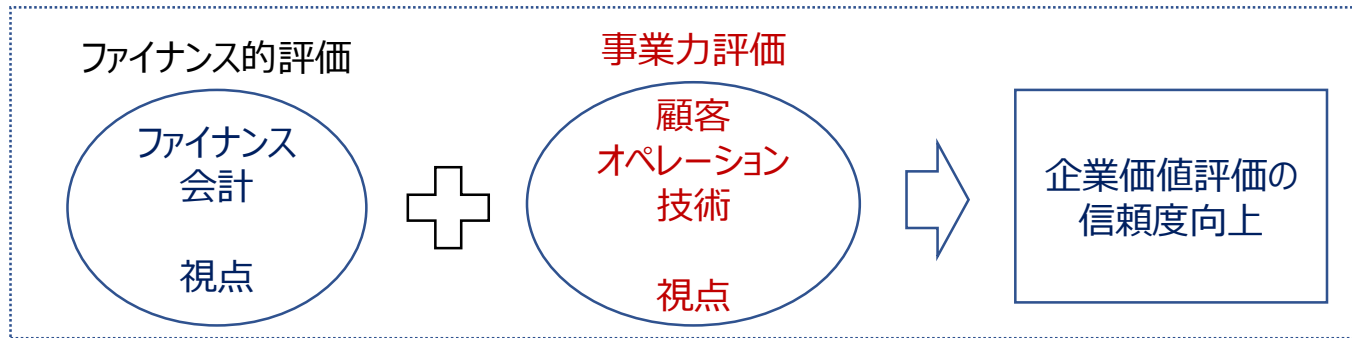 ファイナンス的評価
ファイナンス
会計
視点
事業力評価
顧客
オペレーション
技術
視点
企業価値評価の
信頼度向上